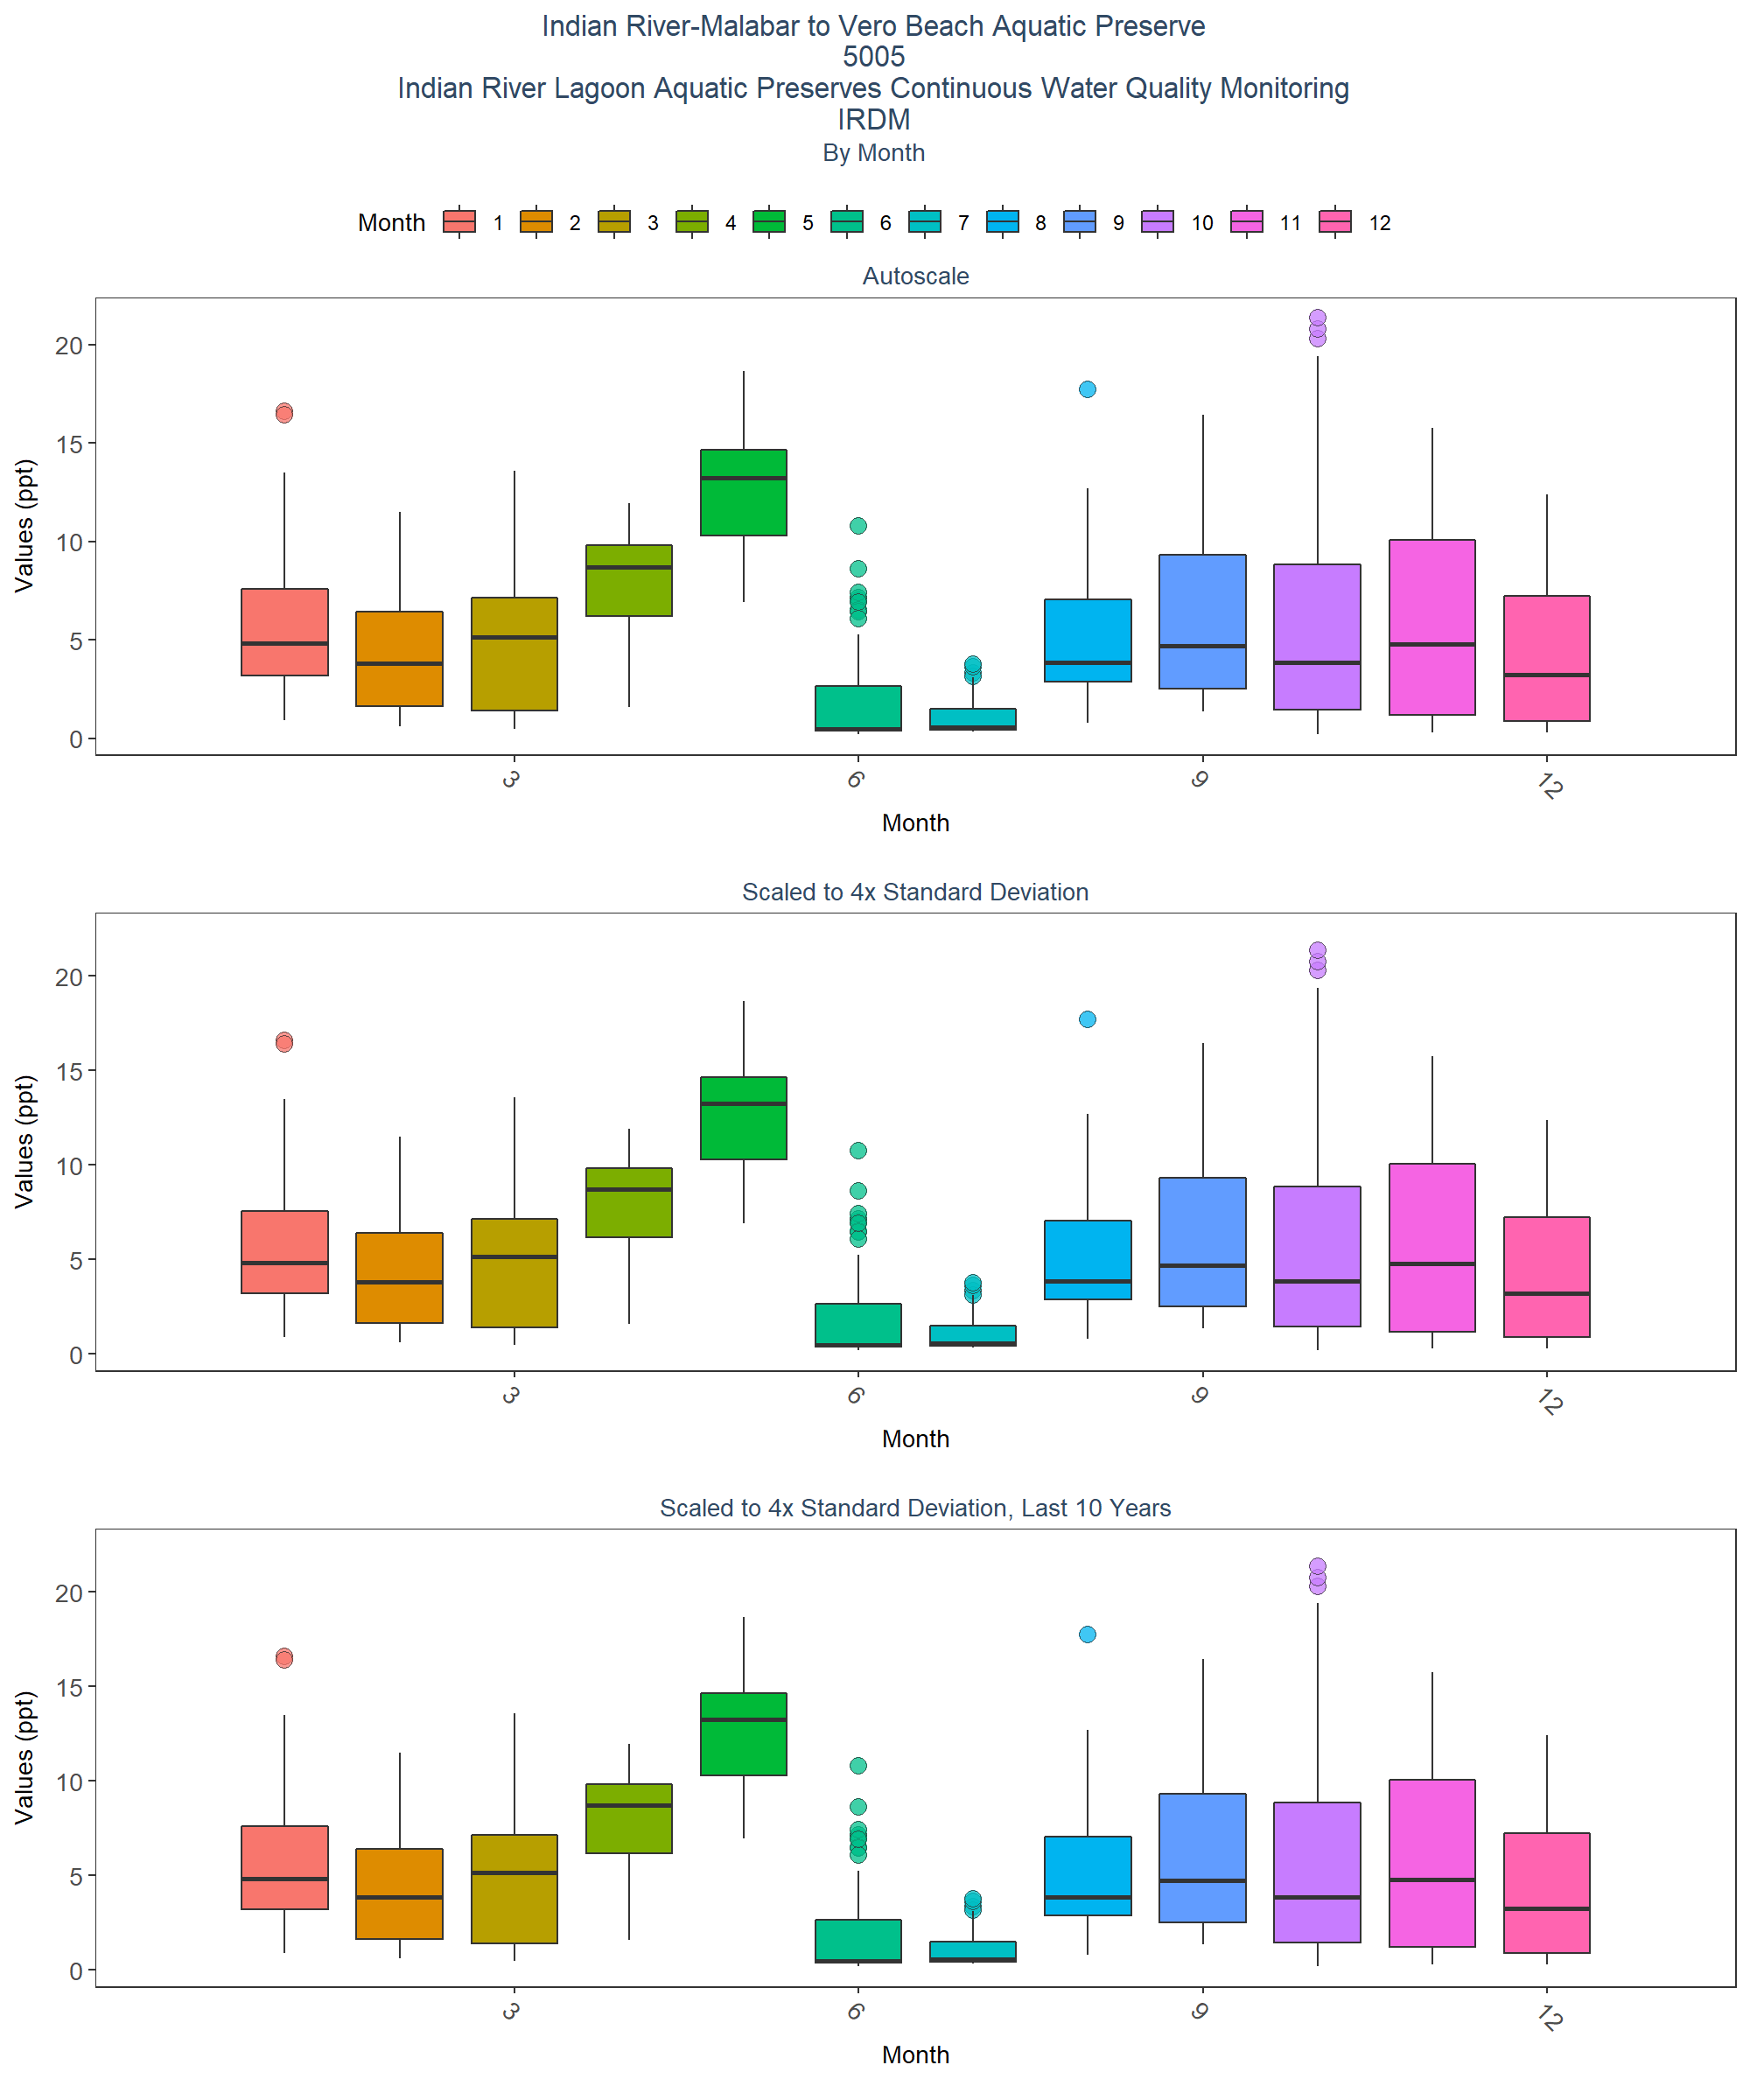 Indian River-Malabar to Vero Beach Aquatic Preserve
5005
Indian River Lagoon Aquatic Preserves Continuous Water Quality Monitoring
IRDM
By Month
Month 1 2 3 4 5 6 7 8 9 10 11 12
Autoscale
Values (ppt)
20
15
10
5
0
3 6 9 12
Month
Scaled to 4x Standard Deviation
Values (ppt)
20
15
10
5
0
3 6 9 12
Month
Scaled to 4x Standard Deviation, Last 10 Years
Values (ppt)
20
15
10
5
0
3 6 9 12
Month